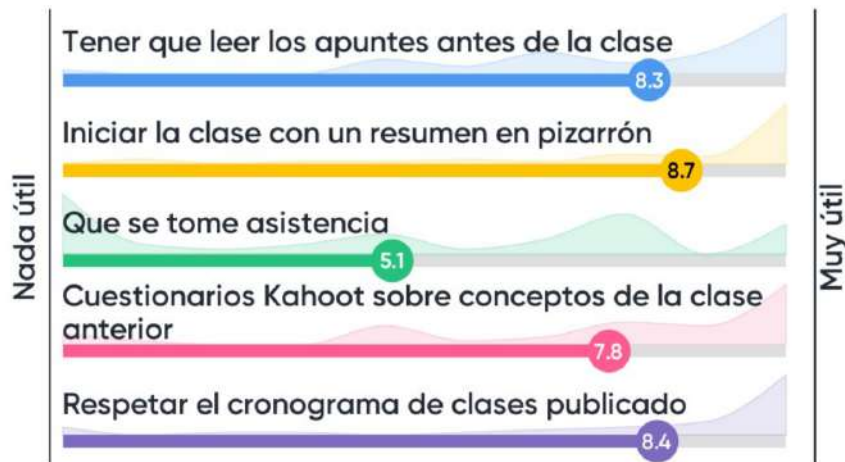 Nada útil
Tener que leer los apuntes antes de la clase
8.3
Iniciar la clase con un resumen en pizarrón
8.7
Que se tome asistencia
5.1
Cuestionarios Kahoot sobre conceptos de la clase
anterior
7.8
Respetar el cronograma de clases publicado
8.4
Muy útil